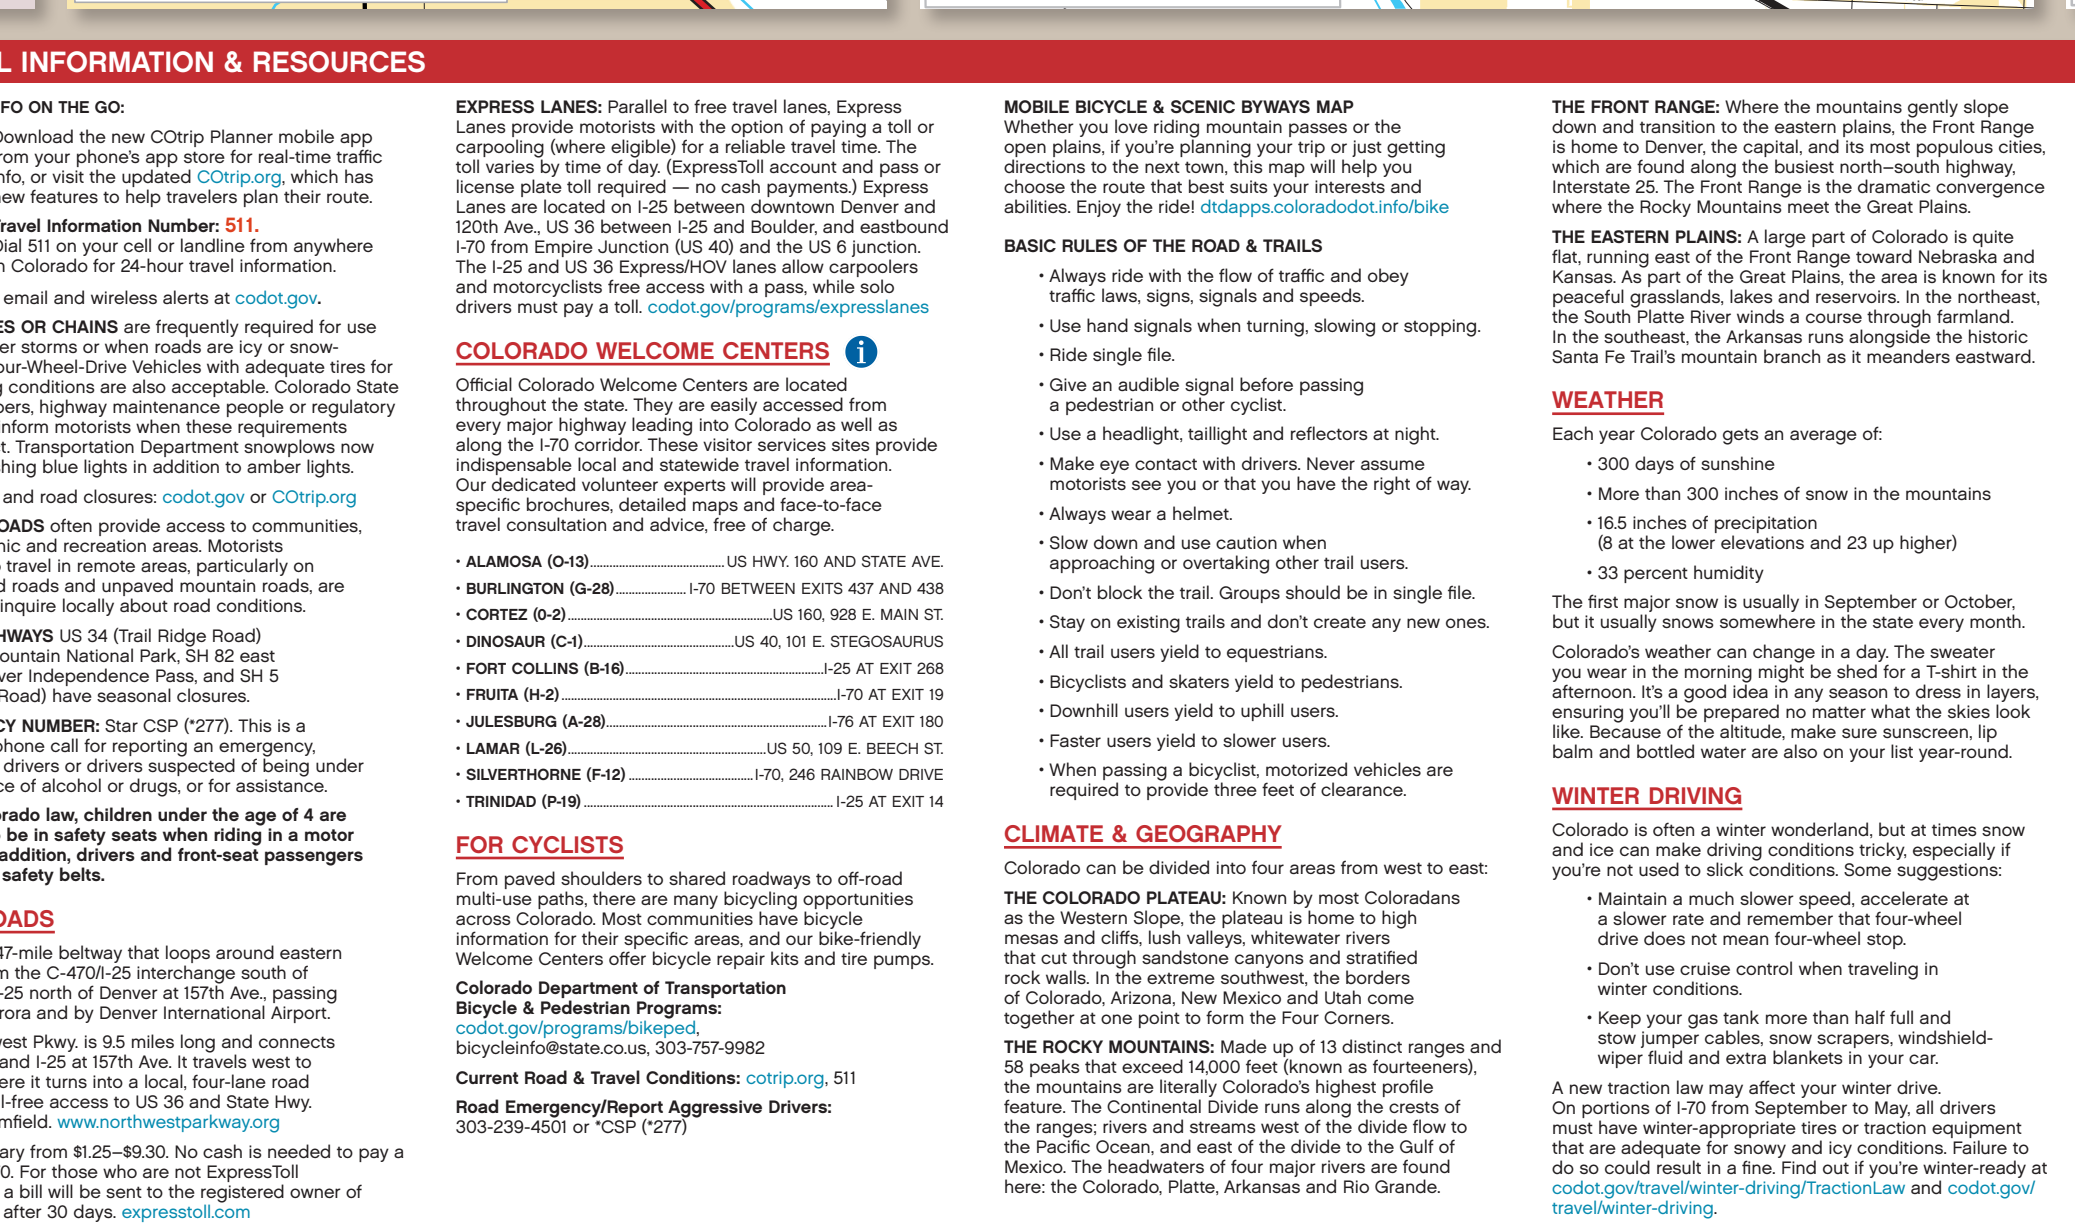 L INFORMATION & RESOURCES
FO ON THE GO:
Download the new COtrip Planner mobile app
rom your phone's app store for real-time traffic
nfo, or visit the updated COtrip.org, which has
new features to help travelers plan their route.
Travel Information Number: 511.
Dial 511 on your cell or landline from anywhere
n Colorado for 24-hour travel information.
email and wireless alerts at codot.gov.
ES OR CHAINS are frequently required for use
er storms or when roads are icy or snow-
our-Wheel-Drive Vehicles with adequate tires for
g conditions are also acceptable. Colorado State
pers, highway maintenance people or regulatory
inform motorists when these requirements
t. Transportation Department snowplows now
shing blue lights in addition to amber lights.
and road closures: codot.gov or COtrip.org
OADS often provide access to communities,
nic and recreation areas. Motorists
o travel in remote areas, particularly on
d roads and unpaved mountain roads, are
inquire locally about road conditions.
HWAYS US 34 (Trail Ridge Road)
ountain National Park, SH 82 east
ver Independence Pass, and SH 5
Road) have seasonal closures.
CY NUMBER: Star CSP (*277). This is a
phone call for reporting an emergency,
drivers or drivers suspected of being under
ce of alcohol or drugs, or for assistance.
orado law, children under the age of 4 are
o be in safety seats when riding in a motor
addition, drivers and front-seat passengers
safety belts.
OADS
47-mile beltway that loops around eastern
m the C-470/I-25 interchange south of
-25 north of Denver at 157th Ave., passing
rora and by Denver International Airport.
west Pkwy. is 9.5 miles long and connects
and I-25 at 157th Ave. It travels west to
ere it turns into a local, four-lane road
l-free access to US 36 and State Hwy.
mfield. www.northwestparkway.org
ary from $1.25–$9.30. No cash is needed to pay a
0. For those who are not ExpressToll
a bill will be sent to the registered owner of
after 30 days. expresstoll.com
EXPRESS LANES: Parallel to free travel lanes, Express
Lanes provide motorists with the option of paying a toll or
carpooling (where eligible) for a reliable travel time. The
toll varies by time of day. (ExpressToll account and pass or
license plate toll required — no cash payments.) Express
Lanes are located on I-25 between downtown Denver and
120th Ave., US 36 between I-25 and Boulder, and eastbound
I-70 from Empire Junction (US 40) and the US 6 junction.
The I-25 and US 36 Express/HOV lanes allow carpoolers
and motorcyclists free access with a pass, while solo
drivers must pay a toll. codot.gov/programs/expresslanes
COLORADO WELCOME CENTERS i
Official Colorado Welcome Centers are located
throughout the state. They are easily accessed from
every major highway leading into Colorado as well as
along the I-70 corridor. These visitor services sites provide
indispensable local and statewide travel information.
Our dedicated volunteer experts will provide area-
specific brochures, detailed maps and face-to-face
travel consultation and advice, free of charge.
• ALAMOSA (O-13)........US HWY. 160 AND STATE AVE.
• BURLINGTON (G-28)........I-70 BETWEEN EXITS 437 AND 438
• CORTEZ (0-2)........US 160, 928 E. MAIN ST.
• DINOSAUR (C-1)........US 40, 101 E. STEGOSAURUS
• FORT COLLINS (B-16)........I-25 AT EXIT 268
• FRUITA (H-2)........I-70 AT EXIT 19
• JULESBURG (A-28)........I-76 AT EXIT 180
• LAMAR (L-26)........US 50, 109 E. BEECH ST.
• SILVERTHORNE (F-12)........I-70, 246 RAINBOW DRIVE
• TRINIDAD (P-19)........I-25 AT EXIT 14
FOR CYCLISTS
From paved shoulders to shared roadways to off-road
multi-use paths, there are many bicycling opportunities
across Colorado. Most communities have bicycle
information for their specific areas, and our bike-friendly
Welcome Centers offer bicycle repair kits and tire pumps.
Colorado Department of Transportation
Bicycle & Pedestrian Programs:
codot.gov/programs/bikeped,
bicycleinfo@state.co.us, 303-757-9982
Current Road & Travel Conditions: cotrip.org, 511
Road Emergency/Report Aggressive Drivers:
303-239-4501 or *CSP (*277)
MOBILE BICYCLE & SCENIC BYWAYS MAP
Whether you love riding mountain passes or the
open plains, if you're planning your trip or just getting
directions to the next town, this map will help you
choose the route that best suits your interests and
abilities. Enjoy the ride! dtdapps.coloradodot.info/bike
BASIC RULES OF THE ROAD & TRAILS
• Always ride with the flow of traffic and obey
traffic laws, signs, signals and speeds.
• Use hand signals when turning, slowing or stopping.
• Ride single file.
• Give an audible signal before passing
a pedestrian or other cyclist.
• Use a headlight, taillight and reflectors at night.
• Make eye contact with drivers. Never assume
motorists see you or that you have the right of way.
• Always wear a helmet.
• Slow down and use caution when
approaching or overtaking other trail users.
• Don't block the trail. Groups should be in single file.
• Stay on existing trails and don't create any new ones.
• All trail users yield to equestrians.
• Bicyclists and skaters yield to pedestrians.
• Downhill users yield to uphill users.
• Faster users yield to slower users.
• When passing a bicyclist, motorized vehicles are
required to provide three feet of clearance.
CLIMATE & GEOGRAPHY
Colorado can be divided into four areas from west to east:
THE COLORADO PLATEAU: Known by most Coloradans
as the Western Slope, the plateau is home to high
mesas and cliffs, lush valleys, whitewater rivers
that cut through sandstone canyons and stratified
rock walls. In the extreme southwest, the borders
of Colorado, Arizona, New Mexico and Utah come
together at one point to form the Four Corners.
THE ROCKY MOUNTAINS: Made up of 13 distinct ranges and
58 peaks that exceed 14,000 feet (known as fourteeners),
the mountains are literally Colorado's highest profile
feature. The Continental Divide runs along the crests of
the ranges; rivers and streams west of the divide flow to
the Pacific Ocean, and east of the divide to the Gulf of
Mexico. The headwaters of four major rivers are found
here: the Colorado, Platte, Arkansas and Rio Grande.
THE FRONT RANGE: Where the mountains gently slope
down and transition to the eastern plains, the Front Range
is home to Denver, the capital, and its most populous cities,
which are found along the busiest north–south highway,
Interstate 25. The Front Range is the dramatic convergence
where the Rocky Mountains meet the Great Plains.
THE EASTERN PLAINS: A large part of Colorado is quite
flat, running east of the Front Range toward Nebraska and
Kansas. As part of the Great Plains, the area is known for its
peaceful grasslands, lakes and reservoirs. In the northeast,
the South Platte River winds a course through farmland.
In the southeast, the Arkansas runs alongside the historic
Santa Fe Trail's mountain branch as it meanders eastward.
WEATHER
Each year Colorado gets an average of:
• 300 days of sunshine
• More than 300 inches of snow in the mountains
• 16.5 inches of precipitation
(8 at the lower elevations and 23 up higher)
• 33 percent humidity
The first major snow is usually in September or October,
but it usually snows somewhere in the state every month.
Colorado's weather can change in a day. The sweater
you wear in the morning might be shed for a T-shirt in the
afternoon. It's a good idea in any season to dress in layers,
ensuring you'll be prepared no matter what the skies look
like. Because of the altitude, make sure sunscreen, lip
balm and bottled water are also on your list year-round.
WINTER DRIVING
Colorado is often a winter wonderland, but at times snow
and ice can make driving conditions tricky, especially if
you're not used to slick conditions. Some suggestions:
• Maintain a much slower speed, accelerate at
a slower rate and remember that four-wheel
drive does not mean four-wheel stop.
• Don't use cruise control when traveling in
winter conditions.
• Keep your gas tank more than half full and
stow jumper cables, snow scrapers, windshield-
wiper fluid and extra blankets in your car.
A new traction law may affect your winter drive.
On portions of I-70 from September to May, all drivers
must have winter-appropriate tires or traction equipment
that are adequate for snowy and icy conditions. Failure to
do so could result in a fine. Find out if you're winter-ready at
codot.gov/travel/winter-driving/TractionLaw and codot.gov/
travel/winter-driving.